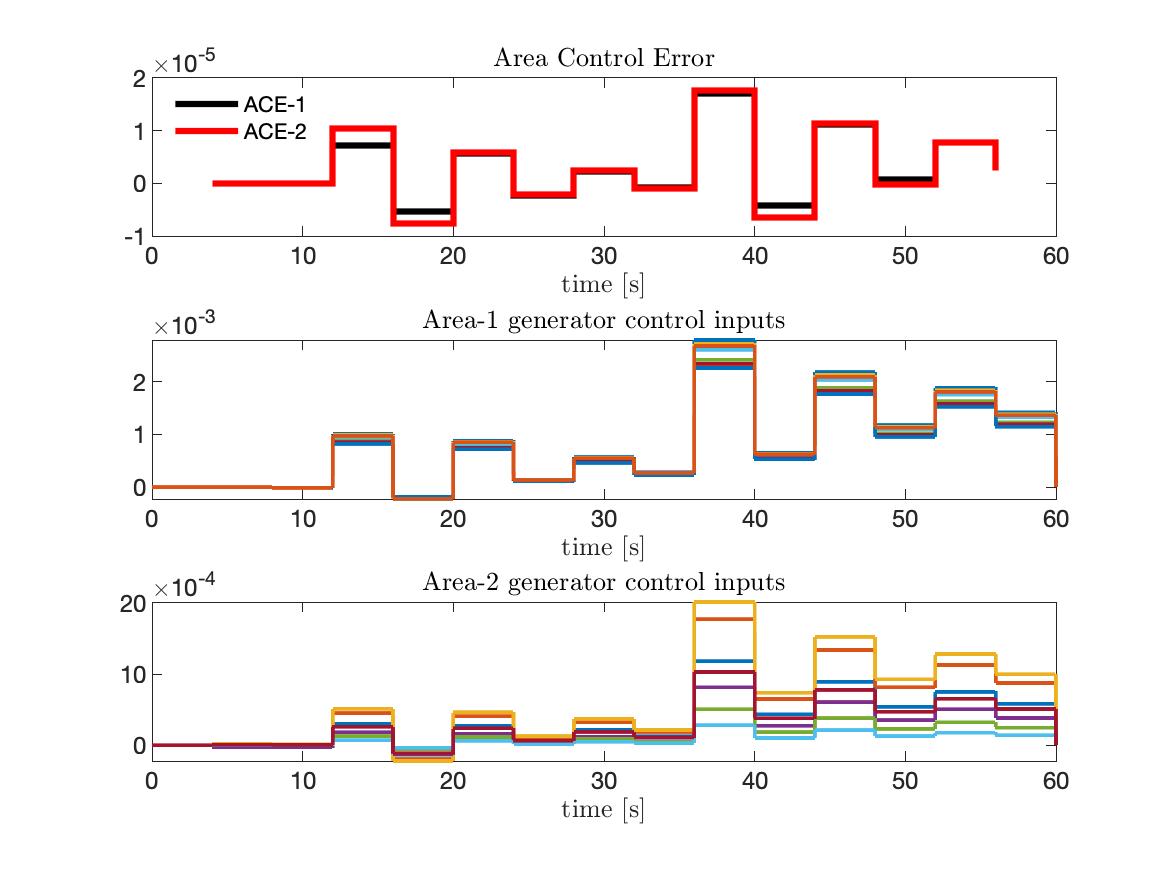 Area Control Error
×10-5
2
1
0
-1
ACE-1
ACE-2
0 10 20 30 40 50 60
time [s]
Area-1 generator control inputs
×10-3
2
1
0
0 10 20 30 40 50 60
time [s]
Area-2 generator control inputs
×10-4
20
10
0
0 10 20 30 40 50 60
time [s]